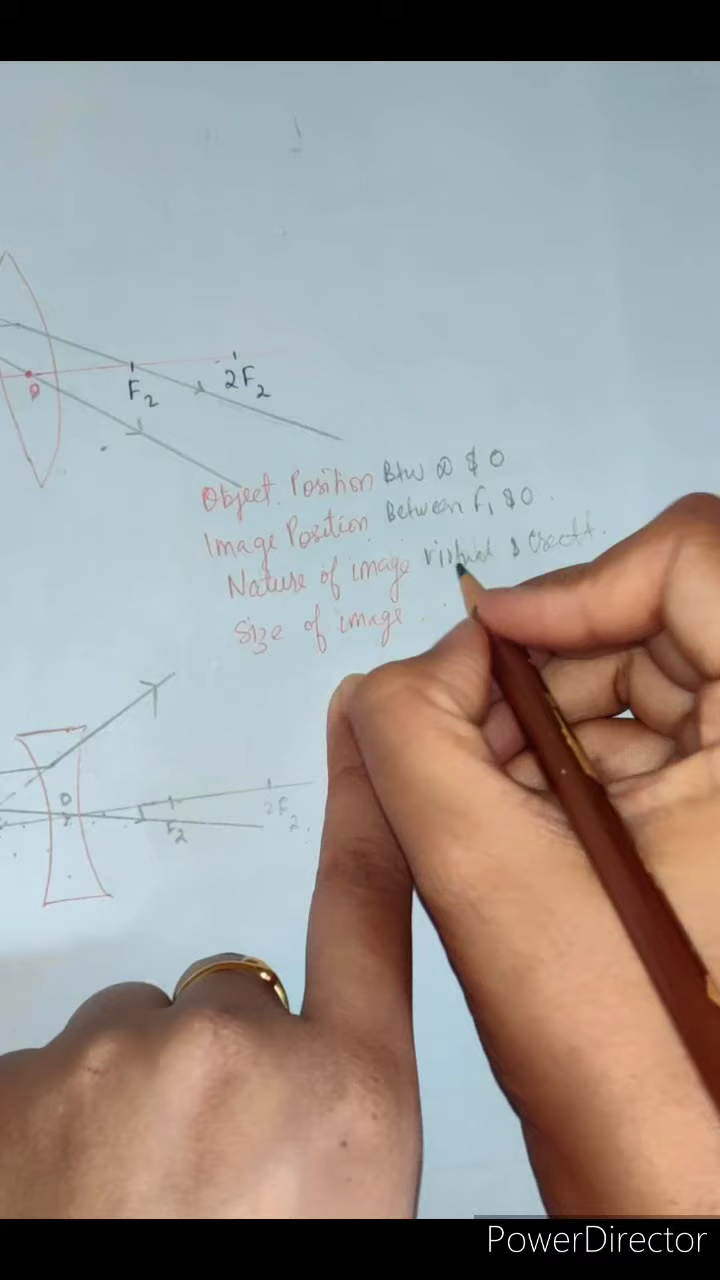 O
F₂
2F₂
Object Position Btw ∞ & O
Image Position Between F₁ & O
Nature of image virtual & Erect.
Size of image
O
F₂
2F₂
PowerDirector